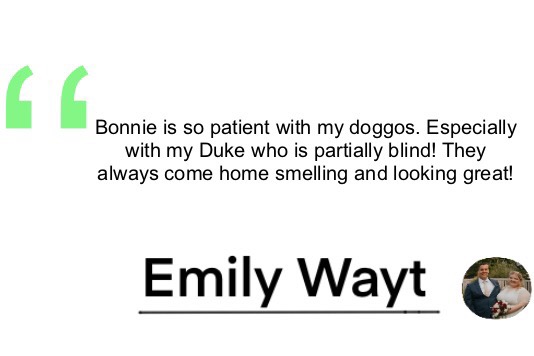 Bonnie is so patient with my doggos. Especially
with my Duke who is partially blind! They
always come home smelling and looking great!
Emily Wayt